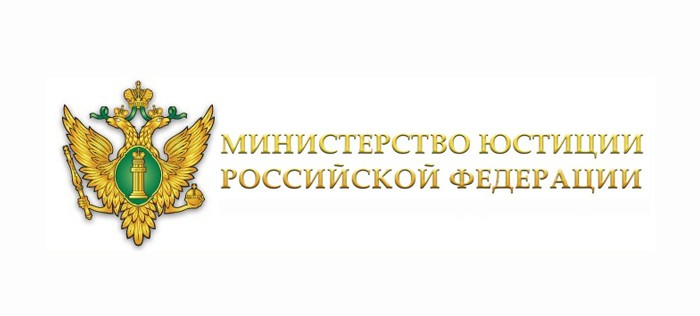 МИНИСТЕРСТВО ЮСТИЦИИ
РОССИЙСКОЙ ФЕДЕРАЦИИ